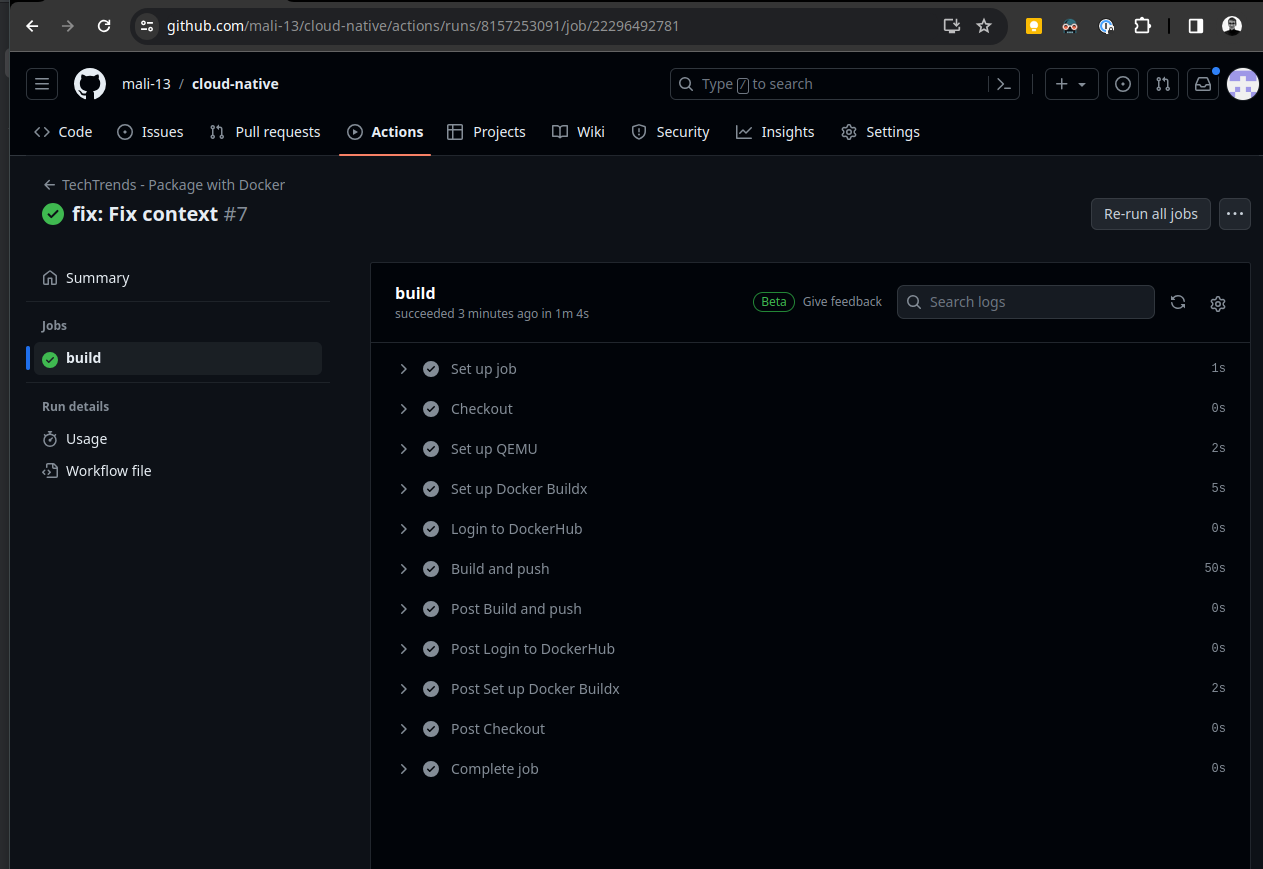 github.com/mali-13/cloud-native/actions/runs/8157253091/job/22296492781
mali-13 / cloud-native
Type / to search
Code
Issues
Pull requests
Actions
Projects
Wiki
Security
Insights
Settings
TechTrends - Package with Docker
fix: Fix context #7
Re-run all jobs
Summary
Jobs
build
Run details
Usage
Workflow file
build
succeeded 3 minutes ago in 1m 4s
Beta
Give feedback
Search logs
Set up job 1s
Checkout 0s
Set up QEMU 2s
Set up Docker Buildx 5s
Login to DockerHub 0s
Build and push 50s
Post Build and push 0s
Post Login to DockerHub 0s
Post Set up Docker Buildx 2s
Post Checkout 0s
Complete job 0s